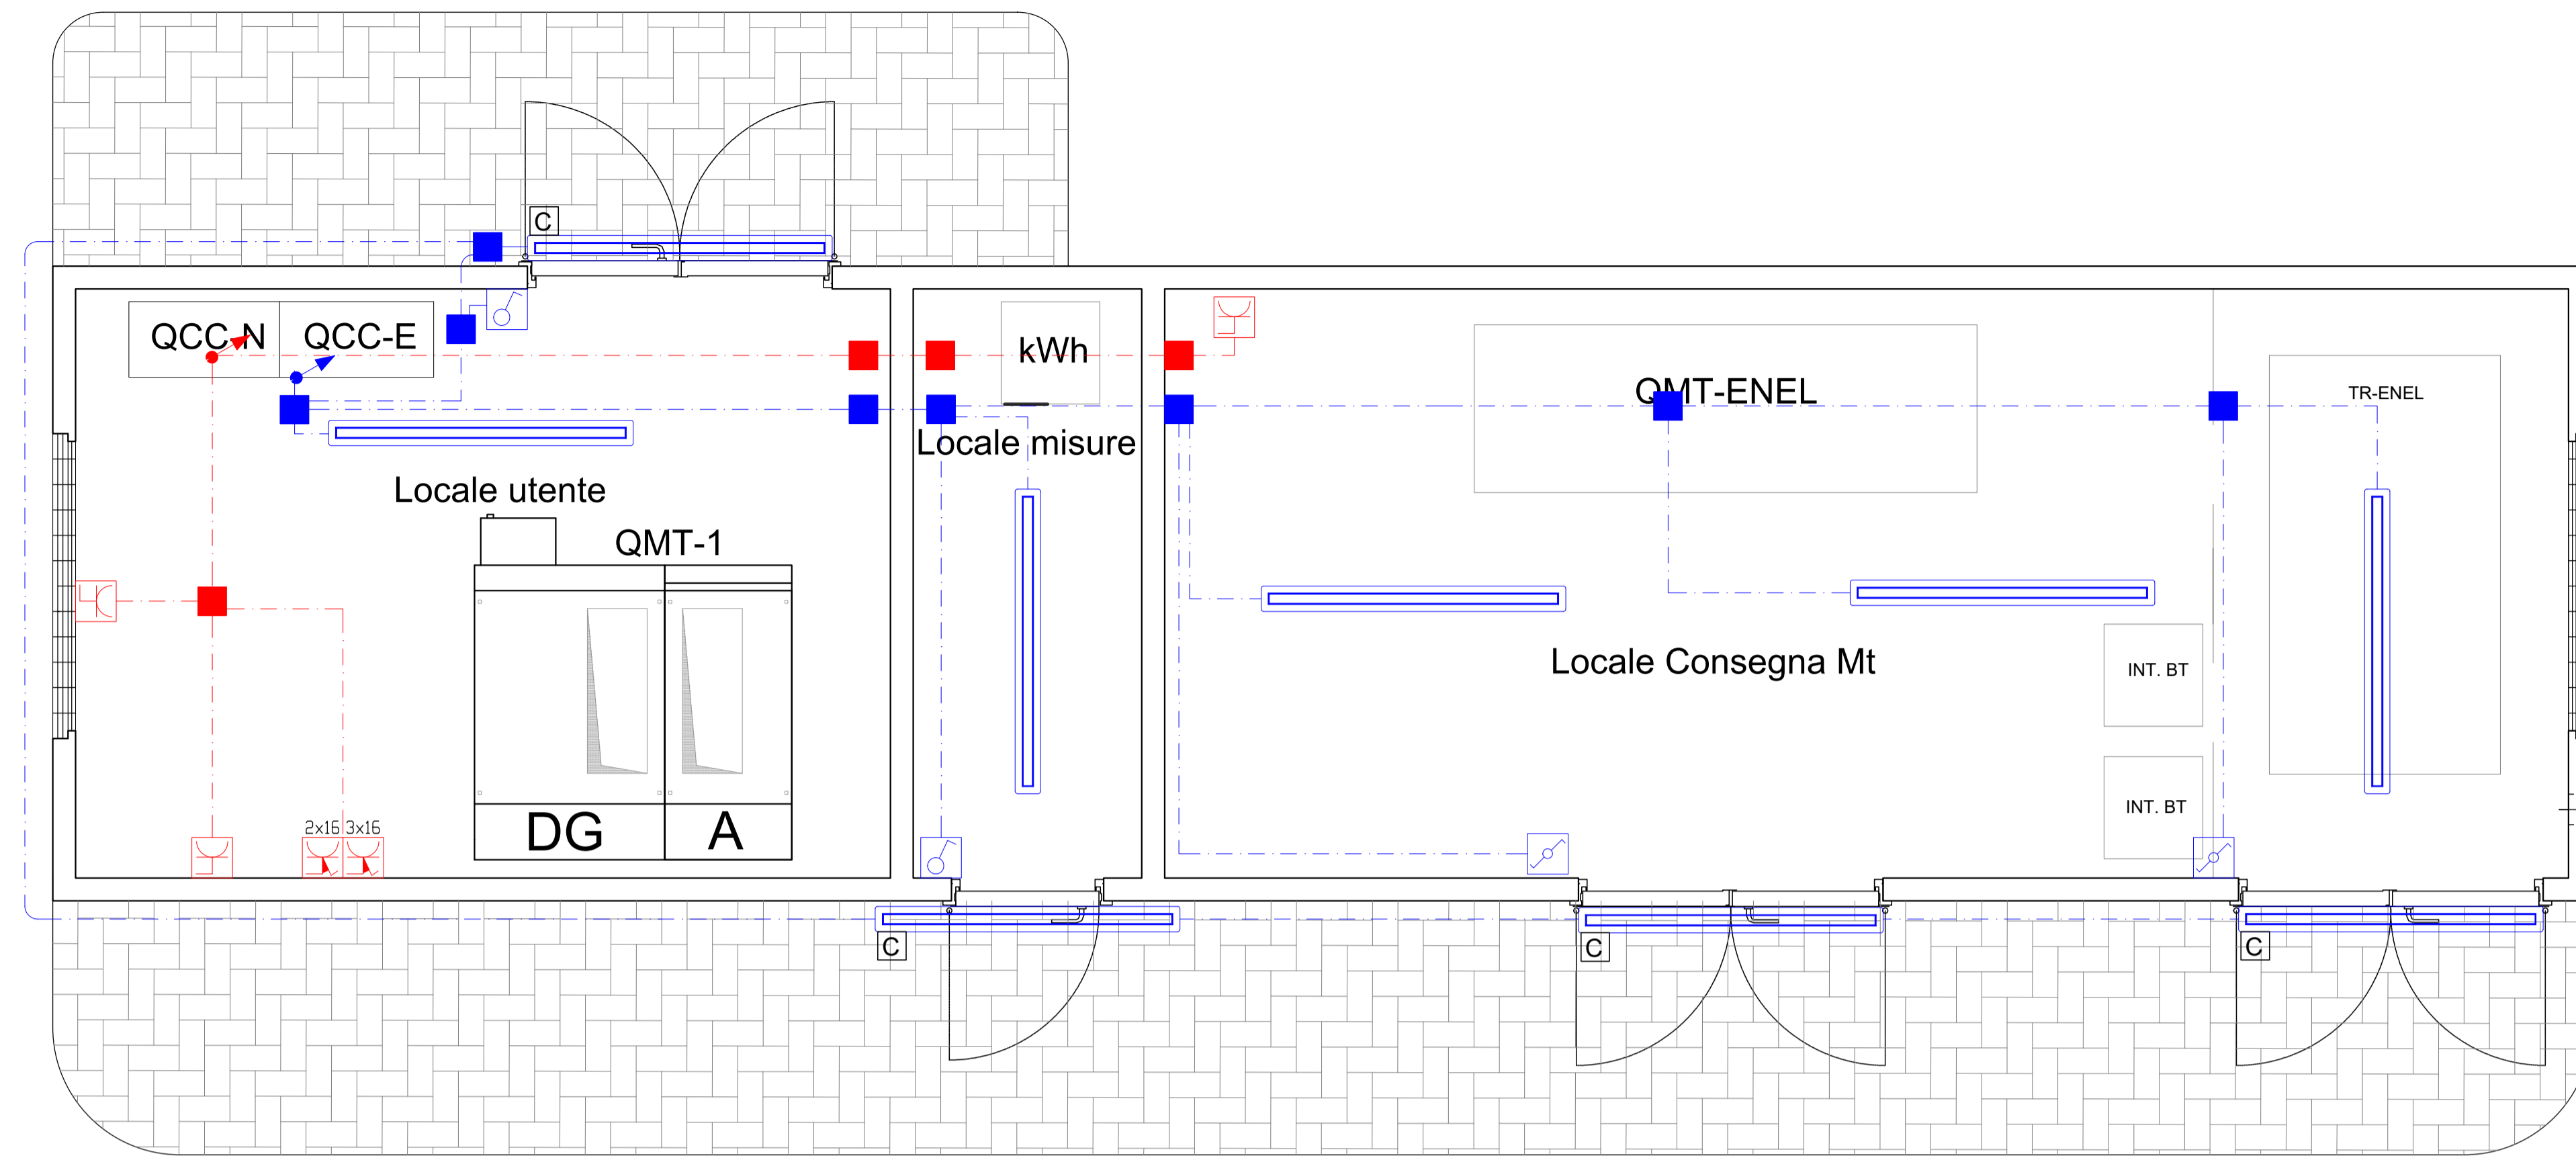 C
QCC-N
QCC-E
kWh
QMT-ENEL
TR-ENEL
Locale misure
Locale utente
QMT-1
Locale Consegna Mt
INT. BT
INT. BT
2x16
3x16
DG
A
C
C
C